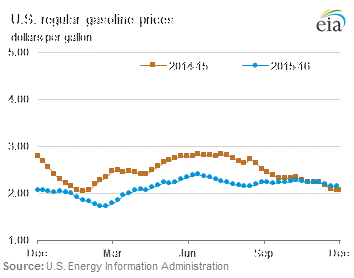 U.S. regular gasoline prices
dollars per gallon
eia
5.00
2014-15
2015-16
4.00
3.00
2.00
1.00
Dec
Mar
Jun
Sep
Dec
Source: U.S. Energy Information Administration